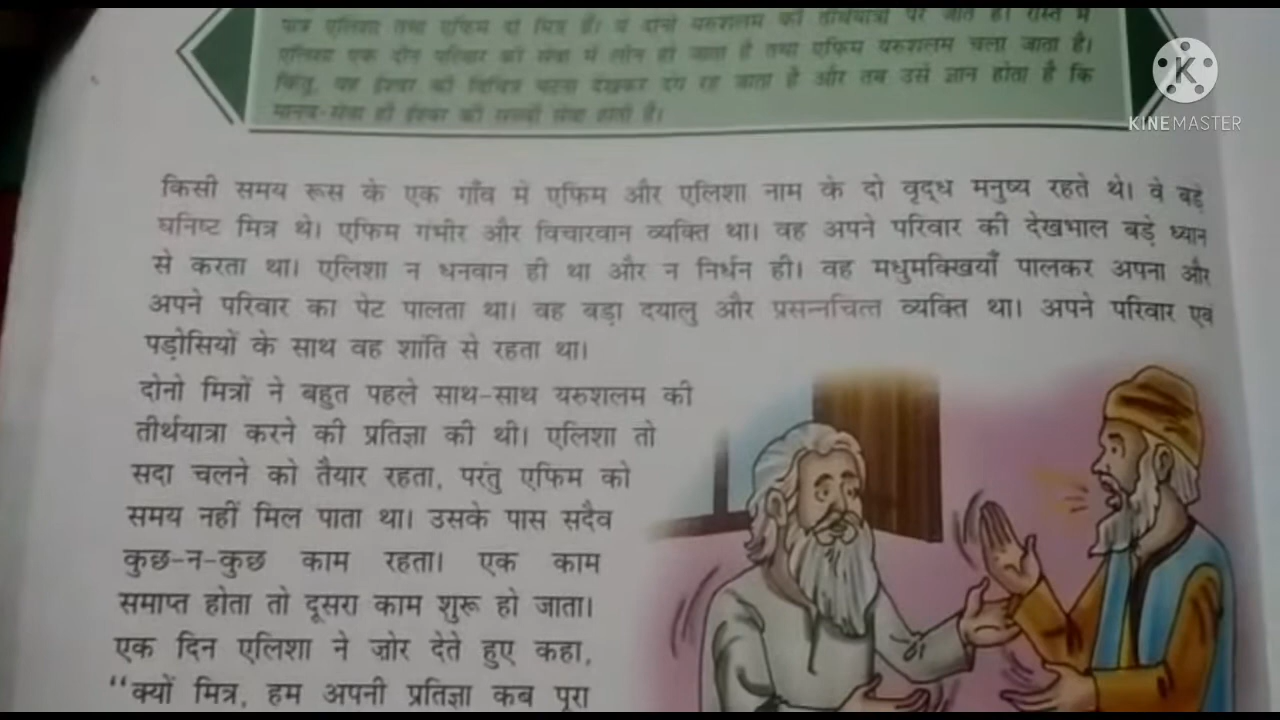 पात्र एलिशा तथा एफिम दो मित्र हैं। ये दोनों यरुशलम की तीर्थयात्रा पर जाते हैं। रास्ते में
एलिशा एक दीन परिवार की सेवा में लीन हो जाता है तथा एफिम यरुशलम चला जाता है।
किंतु, वह ईश्वर की विचित्र घटना देखकर दंग रह जाता है और तब उसे ज्ञान होता है कि
मानव-सेवा ही ईश्वर की सच्ची सेवा होती है।
K
KINEMASTER
किसी समय रूस के एक गाँव में एफिम और एलिशा नाम के दो वृद्ध मनुष्य रहते थे। वे बड़े
घनिष्ट मित्र थे। एफिम गंभीर और विचारवान व्यक्ति था। वह अपने परिवार की देखभाल बड़े ध्यान
से करता था। एलिशा न धनवान ही था और न निर्धन ही। वह मधुमक्खियाँ पालकर अपना और
अपने परिवार का पेट पालता था। वह बड़ा दयालु और प्रसन्नचित्त व्यक्ति था। अपने परिवार एवं
पड़ोसियों के साथ वह शांति से रहता था।
दोनों मित्रों ने बहुत पहले साथ-साथ यरुशलम की
तीर्थयात्रा करने की प्रतिज्ञा की थी। एलिशा तो
सदा चलने को तैयार रहता, परंतु एफिम को
समय नहीं मिल पाता था। उसके पास सदैव
कुछ-न-कुछ काम रहता। एक काम
समाप्त होता तो दूसरा काम शुरू हो जाता।
एक दिन एलिशा ने ज़ोर देते हुए कहा,
“क्यों मित्र, हम अपनी प्रतिज्ञा कब पूरा